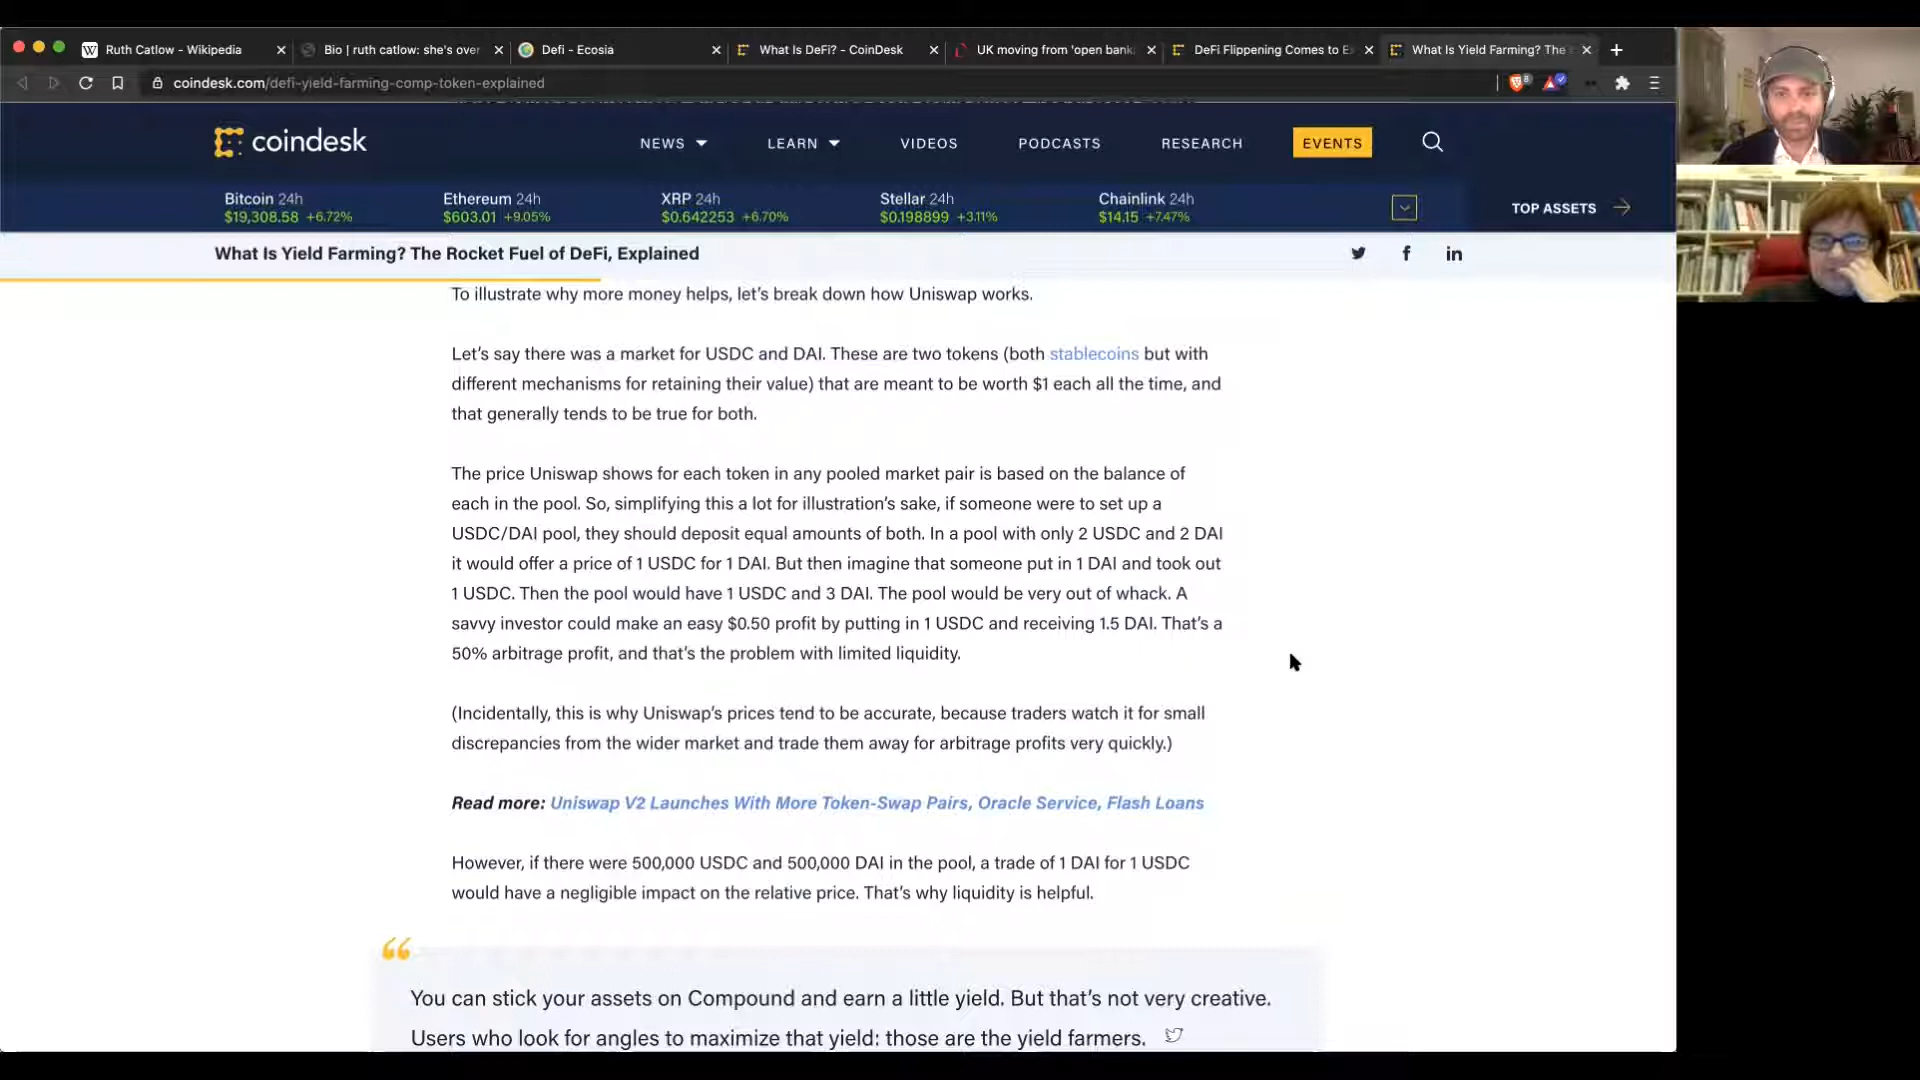 Ruth Catlow - Wikipedia
Bio | ruth catlow: she's over
Defi - Ecosia
What Is DeFi? - CoinDesk
UK moving from 'open bank
DeFi Flippening Comes to E
What Is Yield Farming? The
coindesk.com/defi-yield-farming-comp-token-explained
coindesk
NEWS
LEARN
VIDEOS
PODCASTS
RESEARCH
EVENTS
Bitcoin 24h
$19,308.58 +6.72%
Ethereum 24h
$603.01 +9.05%
XRP 24h
$0.642253 +6.70%
Stellar 24h
$0.198899 +3.11%
Chainlink 24h
$14.15 +7.47%
TOP ASSETS
What Is Yield Farming? The Rocket Fuel of DeFi, Explained
To illustrate why more money helps, let's break down how Uniswap works.
Let's say there was a market for USDC and DAI. These are two tokens (both stablecoins but with
different mechanisms for retaining their value) that are meant to be worth $1 each all the time, and
that generally tends to be true for both.
The price Uniswap shows for each token in any pooled market pair is based on the balance of
each in the pool. So, simplifying this a lot for illustration's sake, if someone were to set up a
USDC/DAI pool, they should deposit equal amounts of both. In a pool with only 2 USDC and 2 DAI
it would offer a price of 1 USDC for 1 DAI. But then imagine that someone put in 1 DAI and took out
1 USDC. Then the pool would have 1 USDC and 3 DAI. The pool would be very out of whack. A
savvy investor could make an easy $0.50 profit by putting in 1 USDC and receiving 1.5 DAI. That's a
50% arbitrage profit, and that's the problem with limited liquidity.
(Incidentally, this is why Uniswap's prices tend to be accurate, because traders watch it for small
discrepancies from the wider market and trade them away for arbitrage profits very quickly.)
Read more: Uniswap V2 Launches With More Token-Swap Pairs, Oracle Service, Flash Loans
However, if there were 500,000 USDC and 500,000 DAI in the pool, a trade of 1 DAI for 1 USDC
would have a negligible impact on the relative price. That's why liquidity is helpful.
You can stick your assets on Compound and earn a little yield. But that's not very creative.
Users who look for angles to maximize that yield: those are the yield farmers.